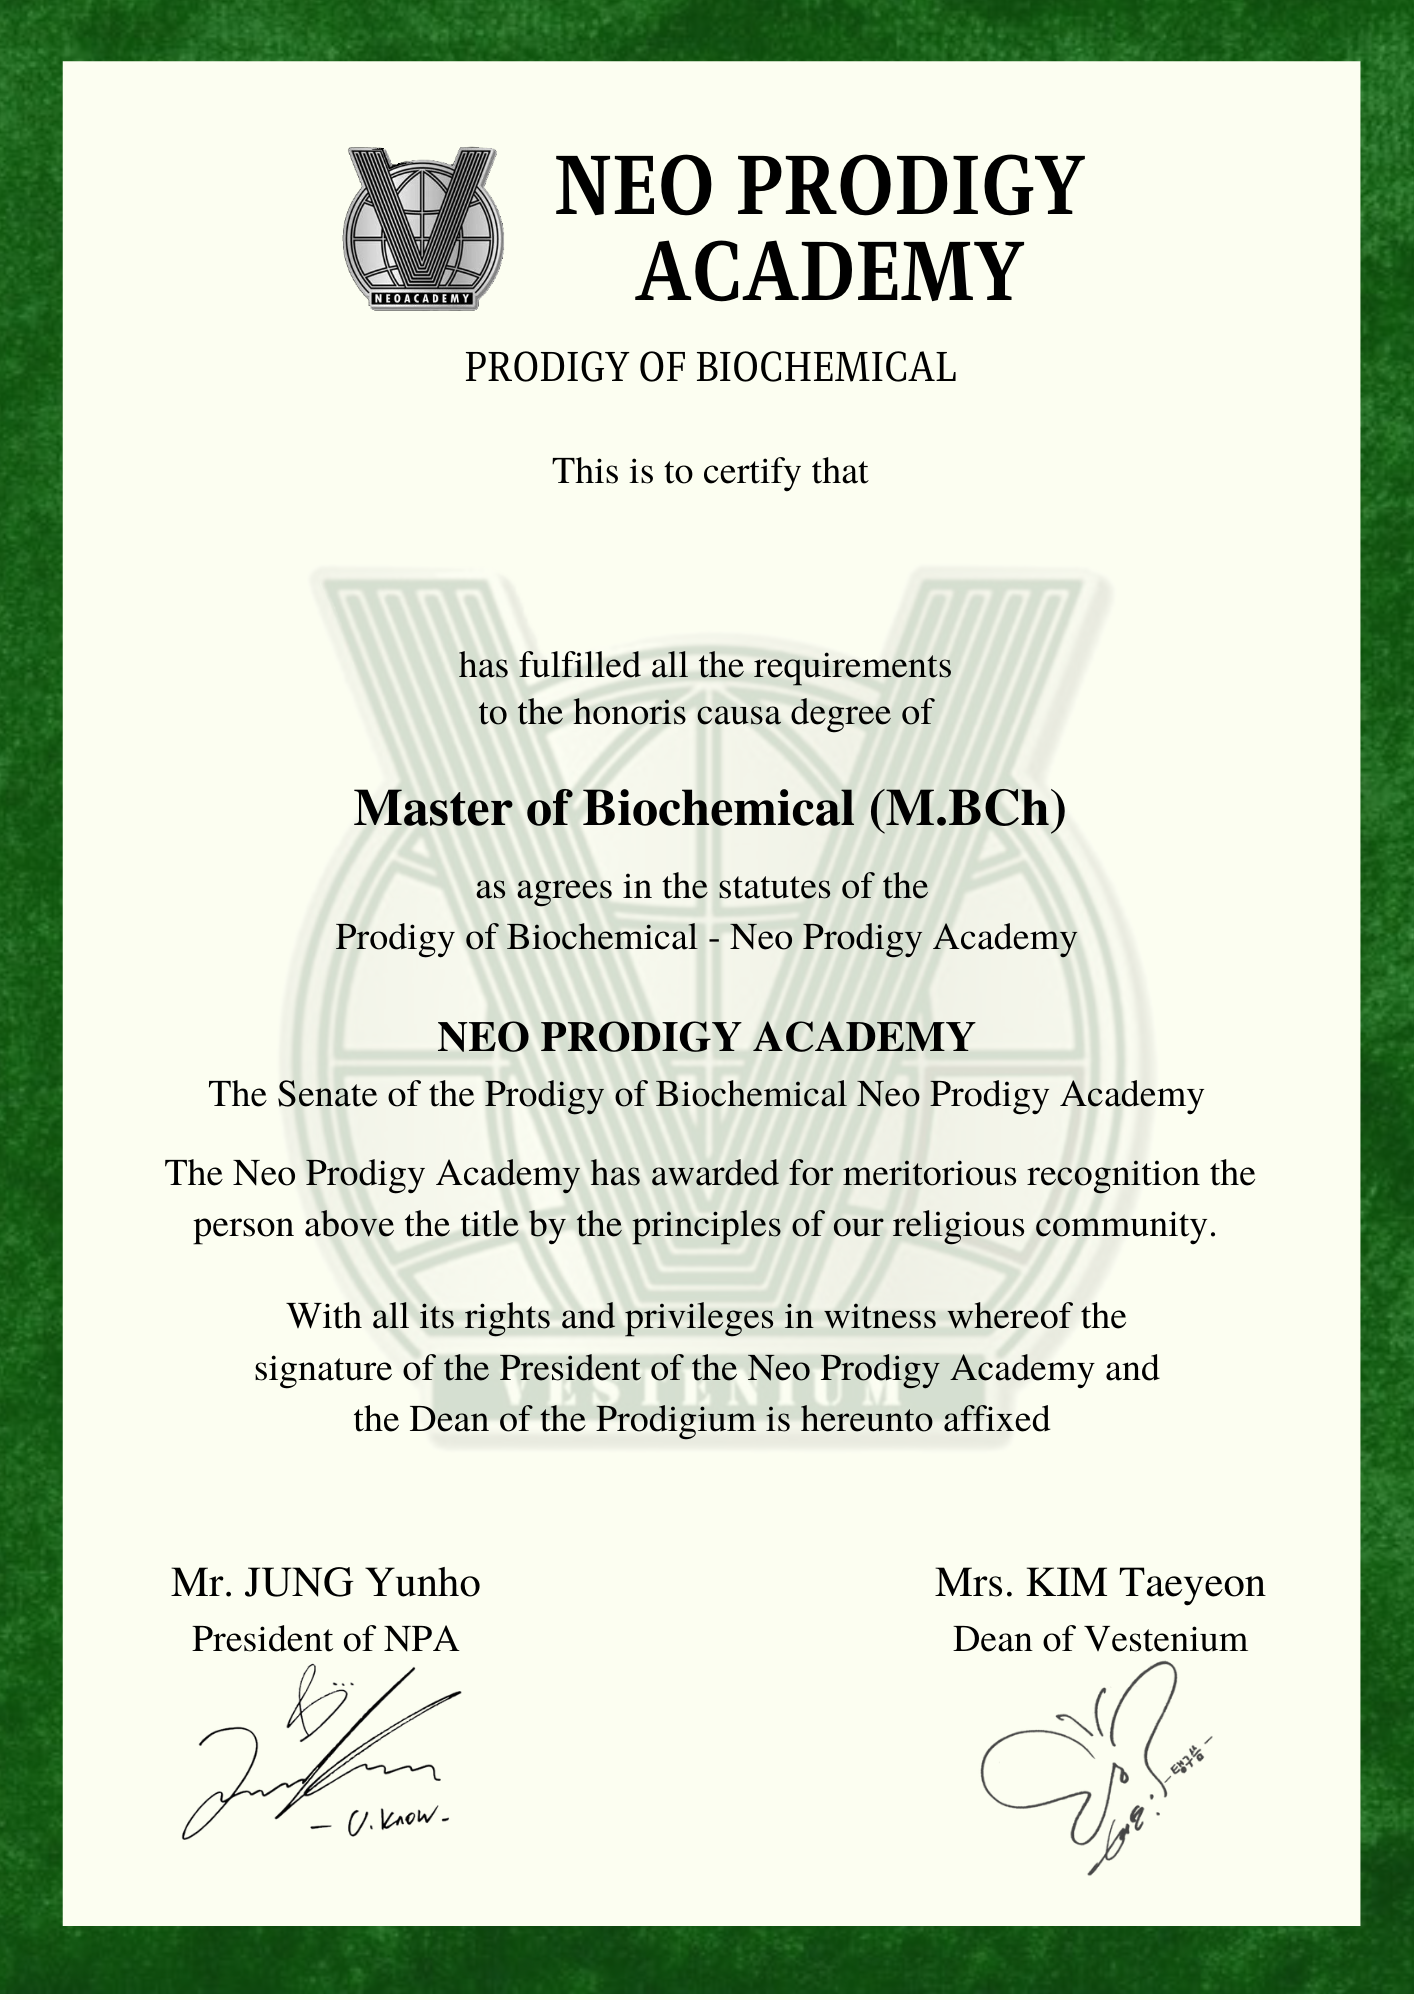 NEO PRODIGY
ACADEMY
NEOACADEMY
PRODIGY OF BIOCHEMICAL
This is to certify that
has fulfilled all the requirements
to the honoris causa degree of
Master of Biochemical (M.BCh)
as agrees in the statutes of the
Prodigy of Biochemical - Neo Prodigy Academy
NEO PRODIGY ACADEMY
The Senate of the Prodigy of Biochemical Neo Prodigy Academy
The Neo Prodigy Academy has awarded for meritorious recognition the
person above the title by the principles of our religious community.
With all its rights and privileges in witness whereof the
signature of the President of the Neo Prodigy Academy and
VESTENIUM
the Dean of the Prodigium is hereunto affixed
Mr. JUNG Yunho
President of NPA
- U.Know-
Mrs. KIM Taeyeon
Dean of Vestenium
-탱구씀-